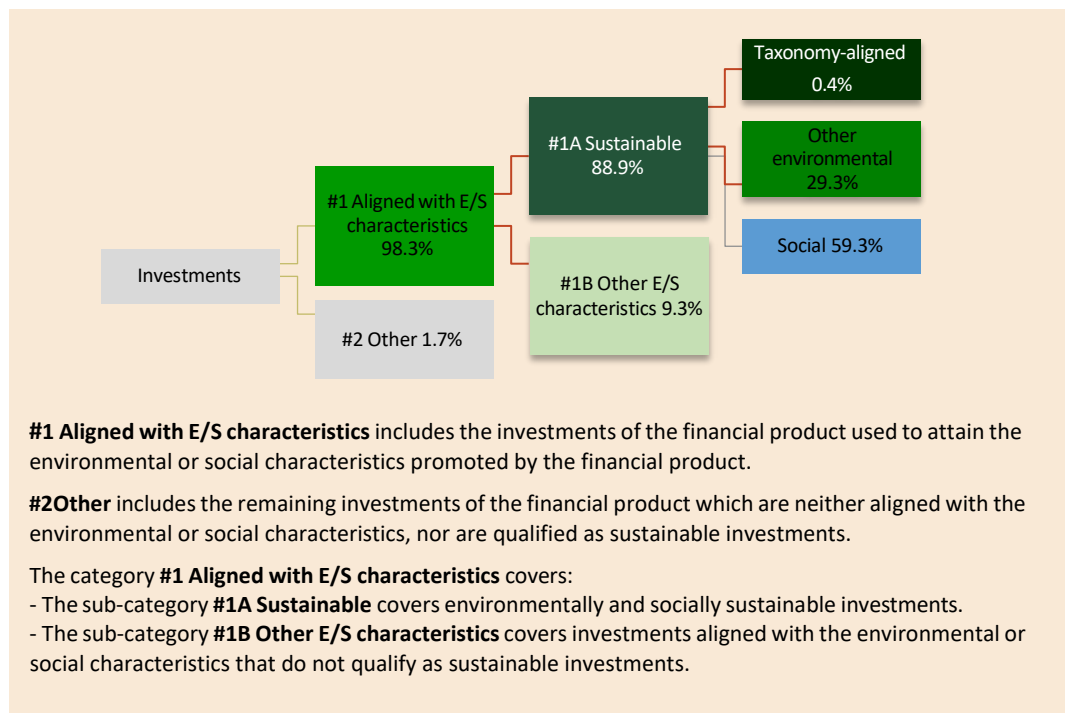 Investments
#1 Aligned with E/S
characteristics
98.3%
#2 Other 1.7%
#1A Sustainable
88.9%
#1B Other E/S
characteristics 9.3%
Taxonomy-aligned
0.4%
Other
environmental
29.3%
Social 59.3%
#1 Aligned with E/S characteristics includes the investments of the financial product used to attain the
environmental or social characteristics promoted by the financial product.
#2Other includes the remaining investments of the financial product which are neither aligned with the
environmental or social characteristics, nor are qualified as sustainable investments.
The category #1 Aligned with E/S characteristics covers:
- The sub-category #1A Sustainable covers environmentally and socially sustainable investments.
- The sub-category #1B Other E/S characteristics covers investments aligned with the environmental or
social characteristics that do not qualify as sustainable investments.